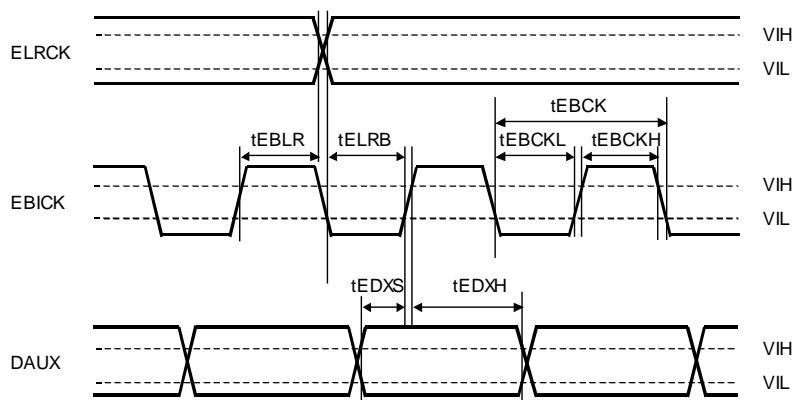 ELRCK
VIH
VIL
tEBCK
tEBLR
tELRB
tEBCKL
tEBCKH
EBICK
VIH
VIL
tEDXS
tEDXH
DAUX
VIH
VIL